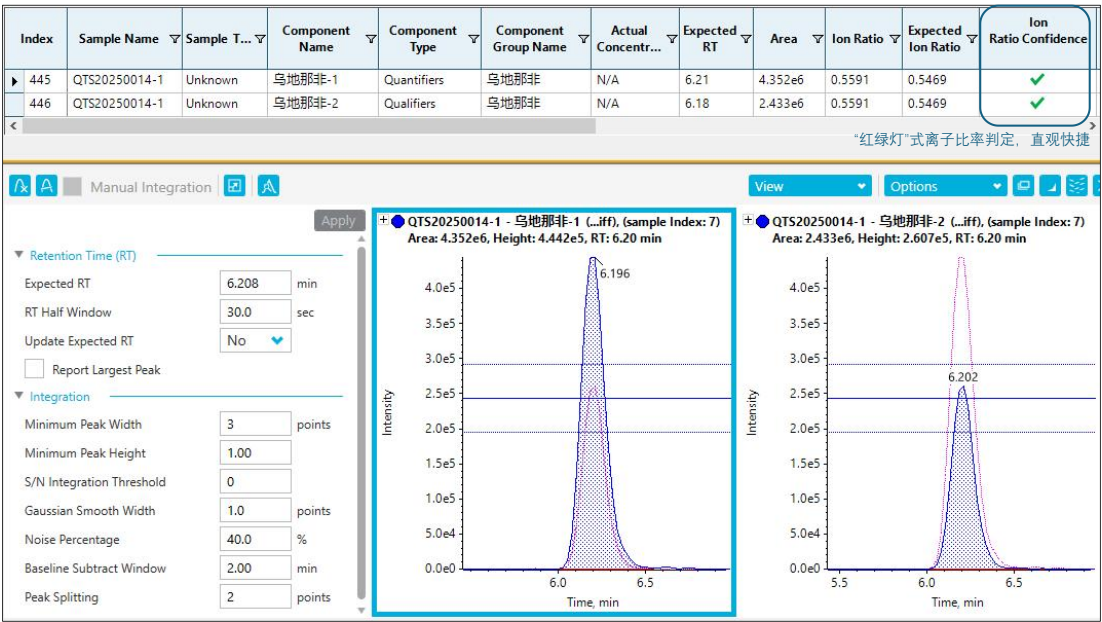 Index Sample Name Sample T... Component Name Component Type Component Group Name Actual Concentr... Expected RT Area Ion Ratio Expected Ion Ratio Ion Ratio Confidence
445 QTS20250014-1 Unknown 乌地那非-1 Quantifiers 乌地那非 N/A 6.21 4.352e6 0.5591 0.5469
446 QTS20250014-1 Unknown 乌地那非-2 Qualifiers 乌地那非 N/A 6.18 2.433e6 0.5591 0.5469
“红绿灯”式离子比率判定，直观快捷
Manual Integration
View
Options
Apply
Retention Time (RT)
Expected RT 6.208 min
RT Half Window 30.0 sec
Update Expected RT No
Report Largest Peak
Integration
Minimum Peak Width 3 points
Minimum Peak Height 1.00
S/N Integration Threshold 0
Gaussian Smooth Width 1.0 points
Noise Percentage 40.0 %
Baseline Subtract Window 2.00 min
Peak Splitting 2 points
QTS20250014-1 - 乌地那非-1 (...iff), (sample Index: 7)
Area: 4.352e6, Height: 4.442e5, RT: 6.20 min
6.196
Intensity
4.0e5
3.5e5
3.0e5
2.5e5
2.0e5
1.5e5
1.0e5
5.0e4
0.0e0
6.0 6.5
Time, min
QTS20250014-1 - 乌地那非-2 (...iff), (sample Index: 7)
Area: 2.433e6, Height: 2.607e5, RT: 6.20 min
6.202
Intensity
4.0e5
3.5e5
3.0e5
2.5e5
2.0e5
1.5e5
1.0e5
5.0e4
0.0e0
5.5 6.0 6.5
Time, min